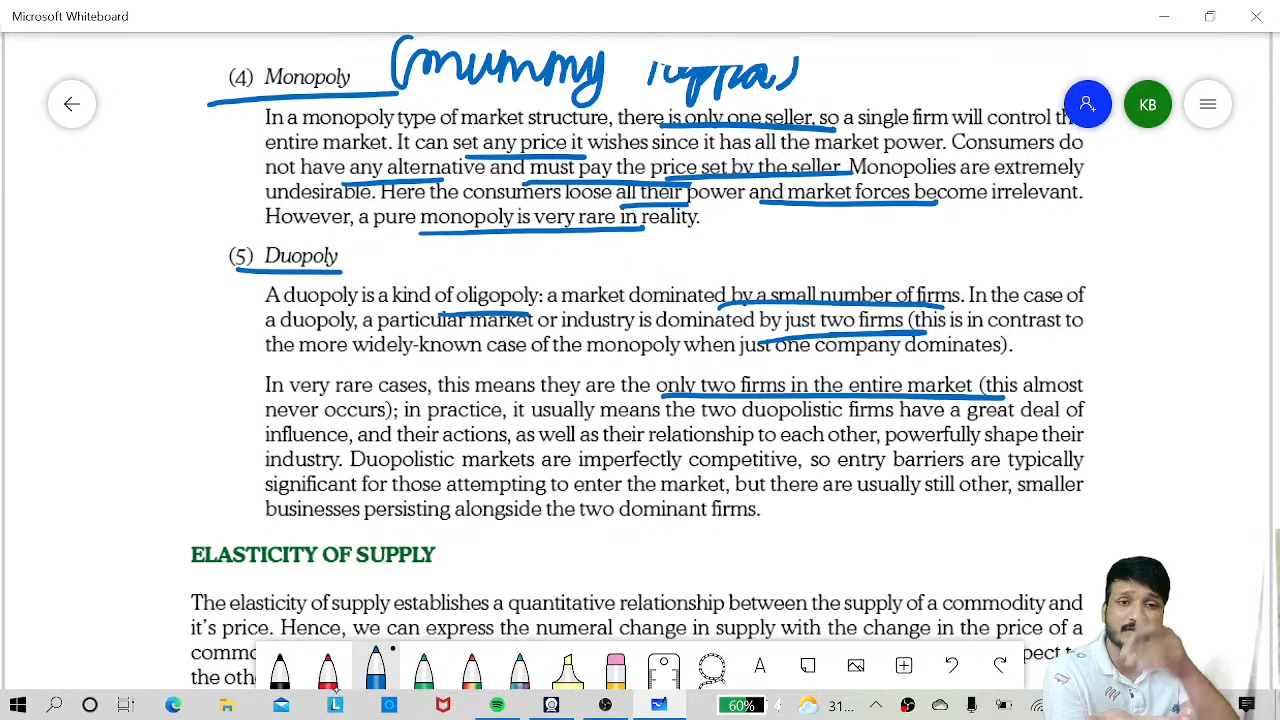 Microsoft Whiteboard
(mummy
(4) Monopoly
In a monopoly type of market structure, there is only one seller, so a single firm will control th
entire market. It can set any price it wishes since it has all the market power. Consumers do
not have any alternative and must pay the price set by the seller. Monopolies are extremely
undesirable. Here the consumers loose all their power and market forces become irrelevant.
However, a pure monopoly is very rare in reality.
KB
(5) Duopoly
A duopoly is a kind of oligopoly: a market dominated by a small number of firms. In the case of
a duopoly, a particular market or industry is dominated by just two firms (this is in contrast to
the more widely-known case of the monopoly when just one company dominates).
In very rare cases, this means they are the only two firms in the entire market (this almost
never occurs); in practice, it usually means the two duopolistic firms have a great deal of
influence, and their actions, as well as their relationship to each other, powerfully shape their
industry. Duopolistic markets are imperfectly competitive, so entry barriers are typically
significant for those attempting to enter the market, but there are usually still other, smaller
businesses persisting alongside the two dominant firms.
ELASTICITY OF SUPPLY
The elasticity of supply establishes a quantitative relationship between the supply of a commodity and
it's price. Hence, we can express the numeral change in supply with the change in the price of a
commo
the oth
A
60%
31...